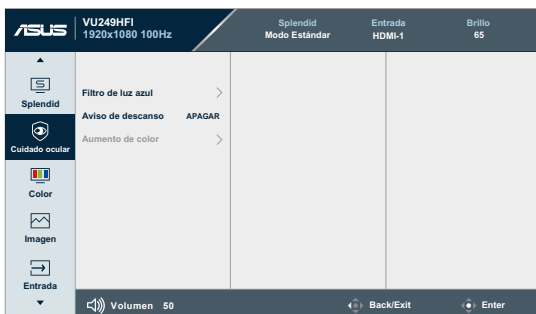 ASUS
VU249HFI
1920x1080 100Hz
Splendid
Modo Estándar
Entrada
HDMI-1
Brillo
65
Splendid
Cuidado ocular
Color
Imagen
Entrada
Filtro de luz azul
Aviso de descanso APAGAR
Aumento de color
Volumen 50
Back/Exit
Enter